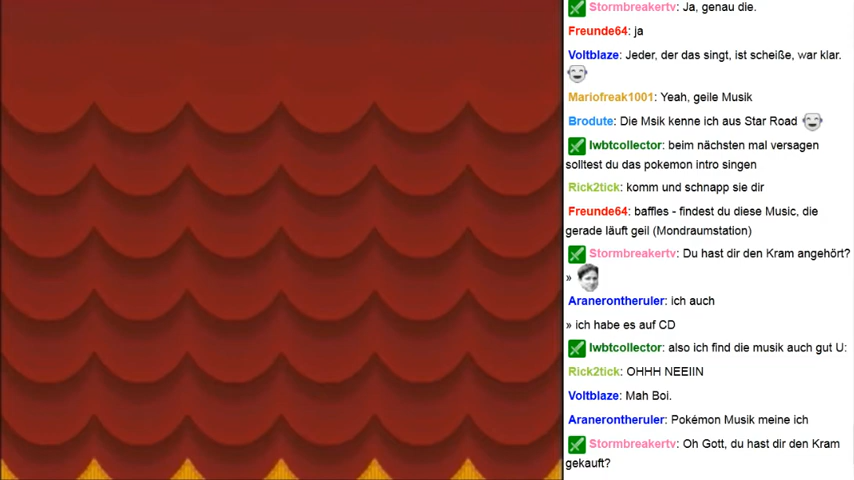 Stormbreakertv: Ja, genau die.
Freunde64: ja
Voltblaze: Jeder, der das singt, ist scheiße, war klar.
Mariofreak1001: Yeah, geile Musik
Brodute: Die Msik kenne ich aus Star Road
lwbtcollector: beim nächsten mal versagen
solltest du das pokemon intro singen
Rick2tick: komm und schnapp sie dir
Freunde64: baffles - findest du diese Music, die
gerade läuft geil (Mondraumstation)
Stormbreakertv: Du hast dir den Kram angehört?
»
Aranerontheruler: ich auch
» ich habe es auf CD
lwbtcollector: also ich find die musik auch gut U:
Rick2tick: OHHH NEEIIN
Voltblaze: Mah Boi.
Aranerontheruler: Pokémon Musik meine ich
Stormbreakertv: Oh Gott, du hast dir den Kram
gekauft?